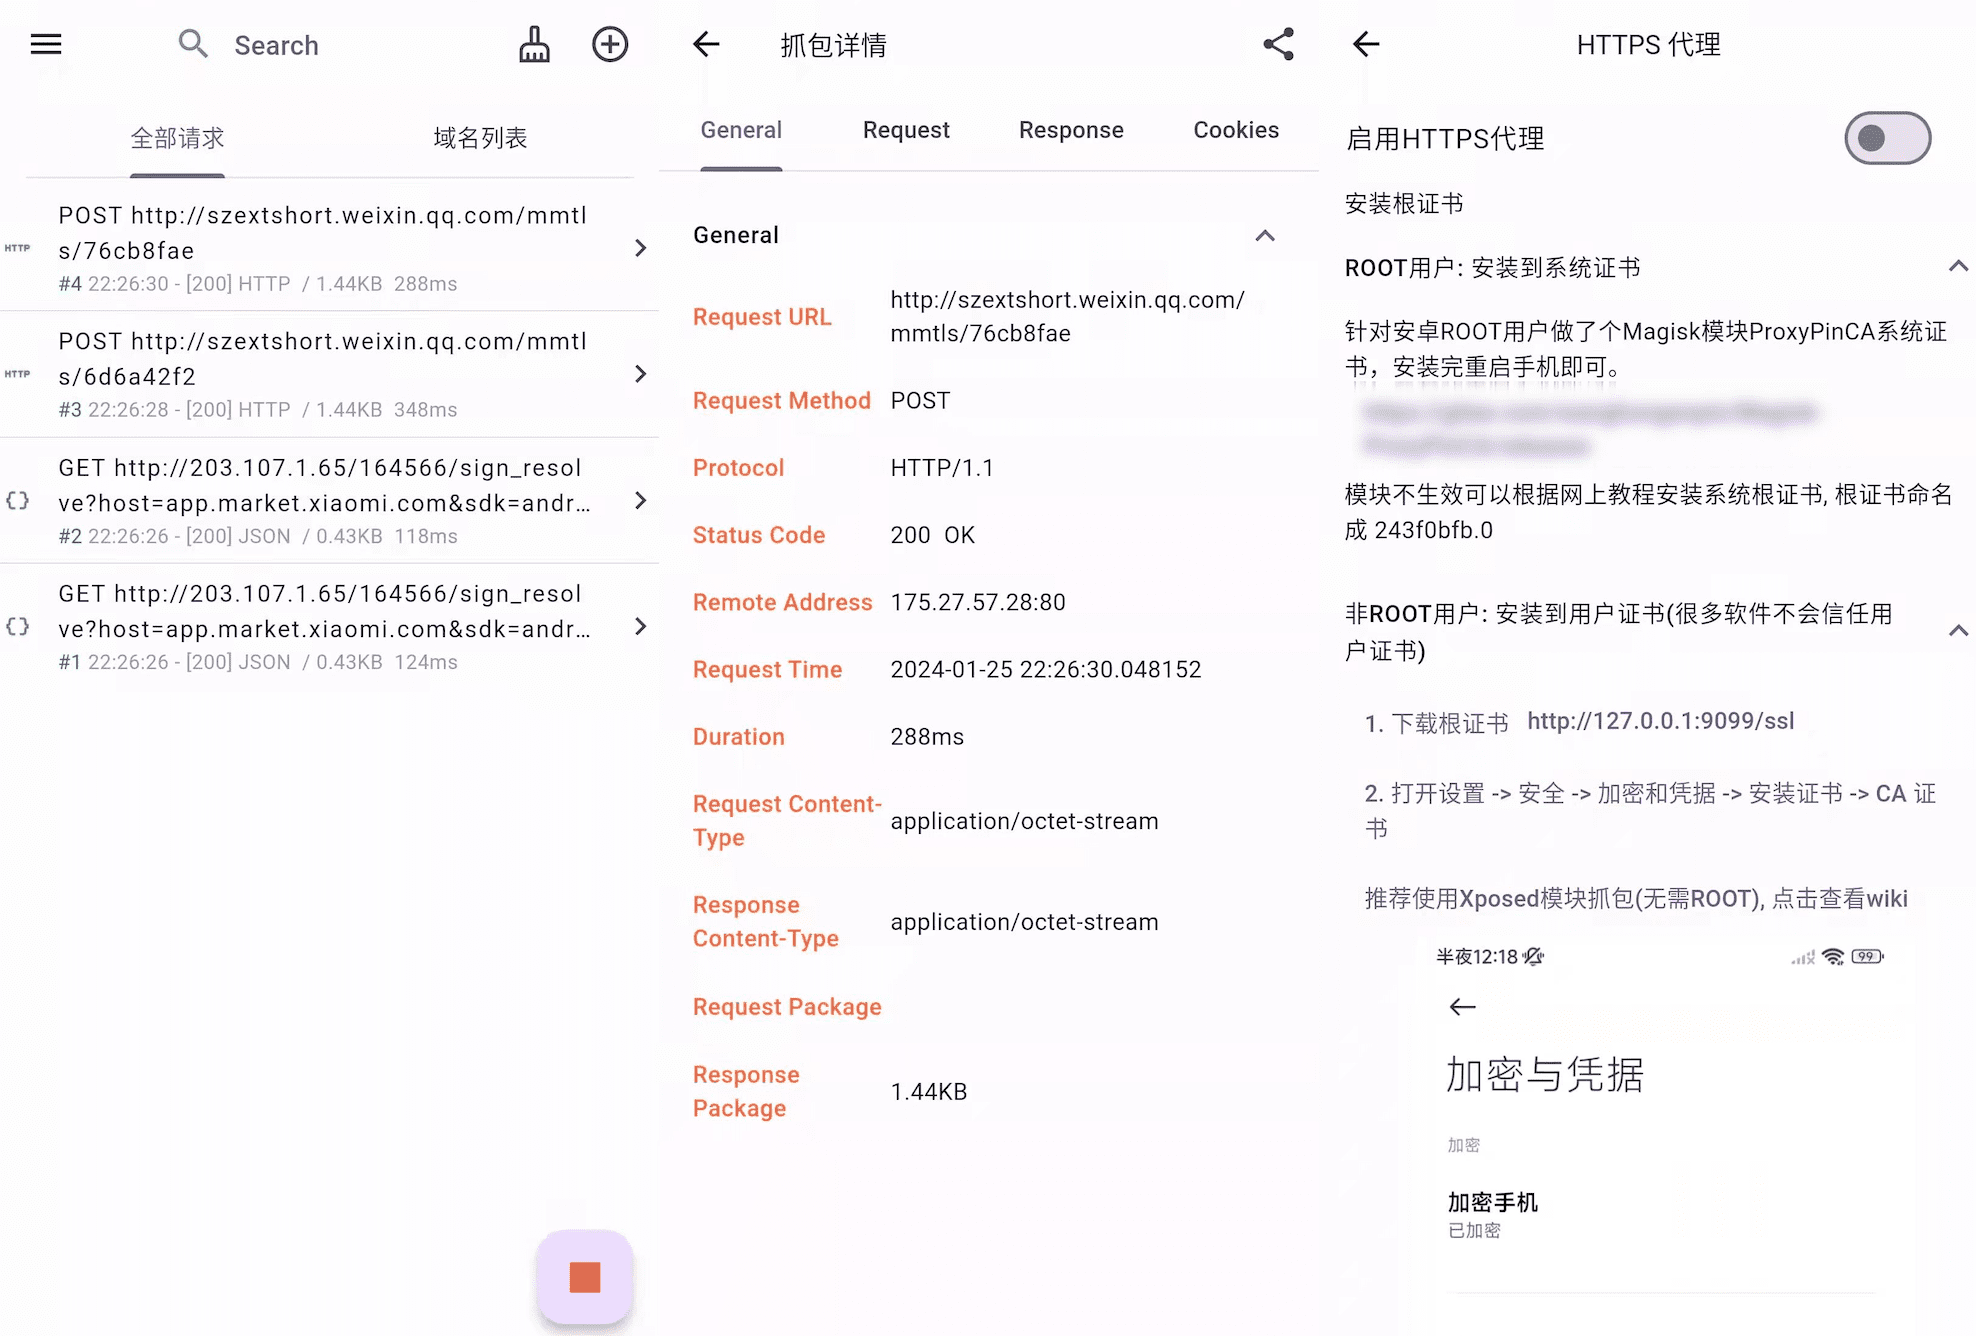 Search
全部请求
域名列表
HTTP
POST http://szextshort.weixin.qq.com/mmtl
s/76cb8fae
#4 22:26:30 - [200] HTTP / 1.44KB 288ms
HTTP
POST http://szextshort.weixin.qq.com/mmtl
s/6d6a42f2
#3 22:26:28 - [200] HTTP / 1.44KB 348ms
GET http://203.107.1.65/164566/sign_resol
ve?host=app.market.xiaomi.com&sdk=andr...
#2 22:26:26 - [200] JSON / 0.43KB 118ms
GET http://203.107.1.65/164566/sign_resol
ve?host=app.market.xiaomi.com&sdk=andr...
#1 22:26:26 - [200] JSON / 0.43KB 124ms
抓包详情
General
Request
Response
Cookies
General
Request URL
http://szextshort.weixin.qq.com/
mmtls/76cb8fae
Request Method POST
Protocol HTTP/1.1
Status Code 200 OK
Remote Address 175.27.57.28:80
Request Time 2024-01-25 22:26:30.048152
Duration 288ms
Request Content-
Type
application/octet-stream
Response
Content-Type
application/octet-stream
Request Package
Response
Package
1.44KB
HTTPS 代理
启用HTTPS代理
安装根证书
ROOT用户: 安装到系统证书
针对安卓ROOT用户做了个Magisk模块ProxyPinCA系统证
书，安装完重启手机即可。
模块不生效可以根据网上教程安装系统根证书, 根证书命名
成 243f0bfb.0
非ROOT用户: 安装到用户证书(很多软件不会信任用
户证书)
1. 下载根证书 http://127.0.0.1:9099/ssl
2. 打开设置 -> 安全 -> 加密和凭据 -> 安装证书 -> CA 证
书
推荐使用Xposed模块抓包(无需ROOT), 点击查看wiki
半夜12:18
99
加密与凭据
加密
加密手机
已加密